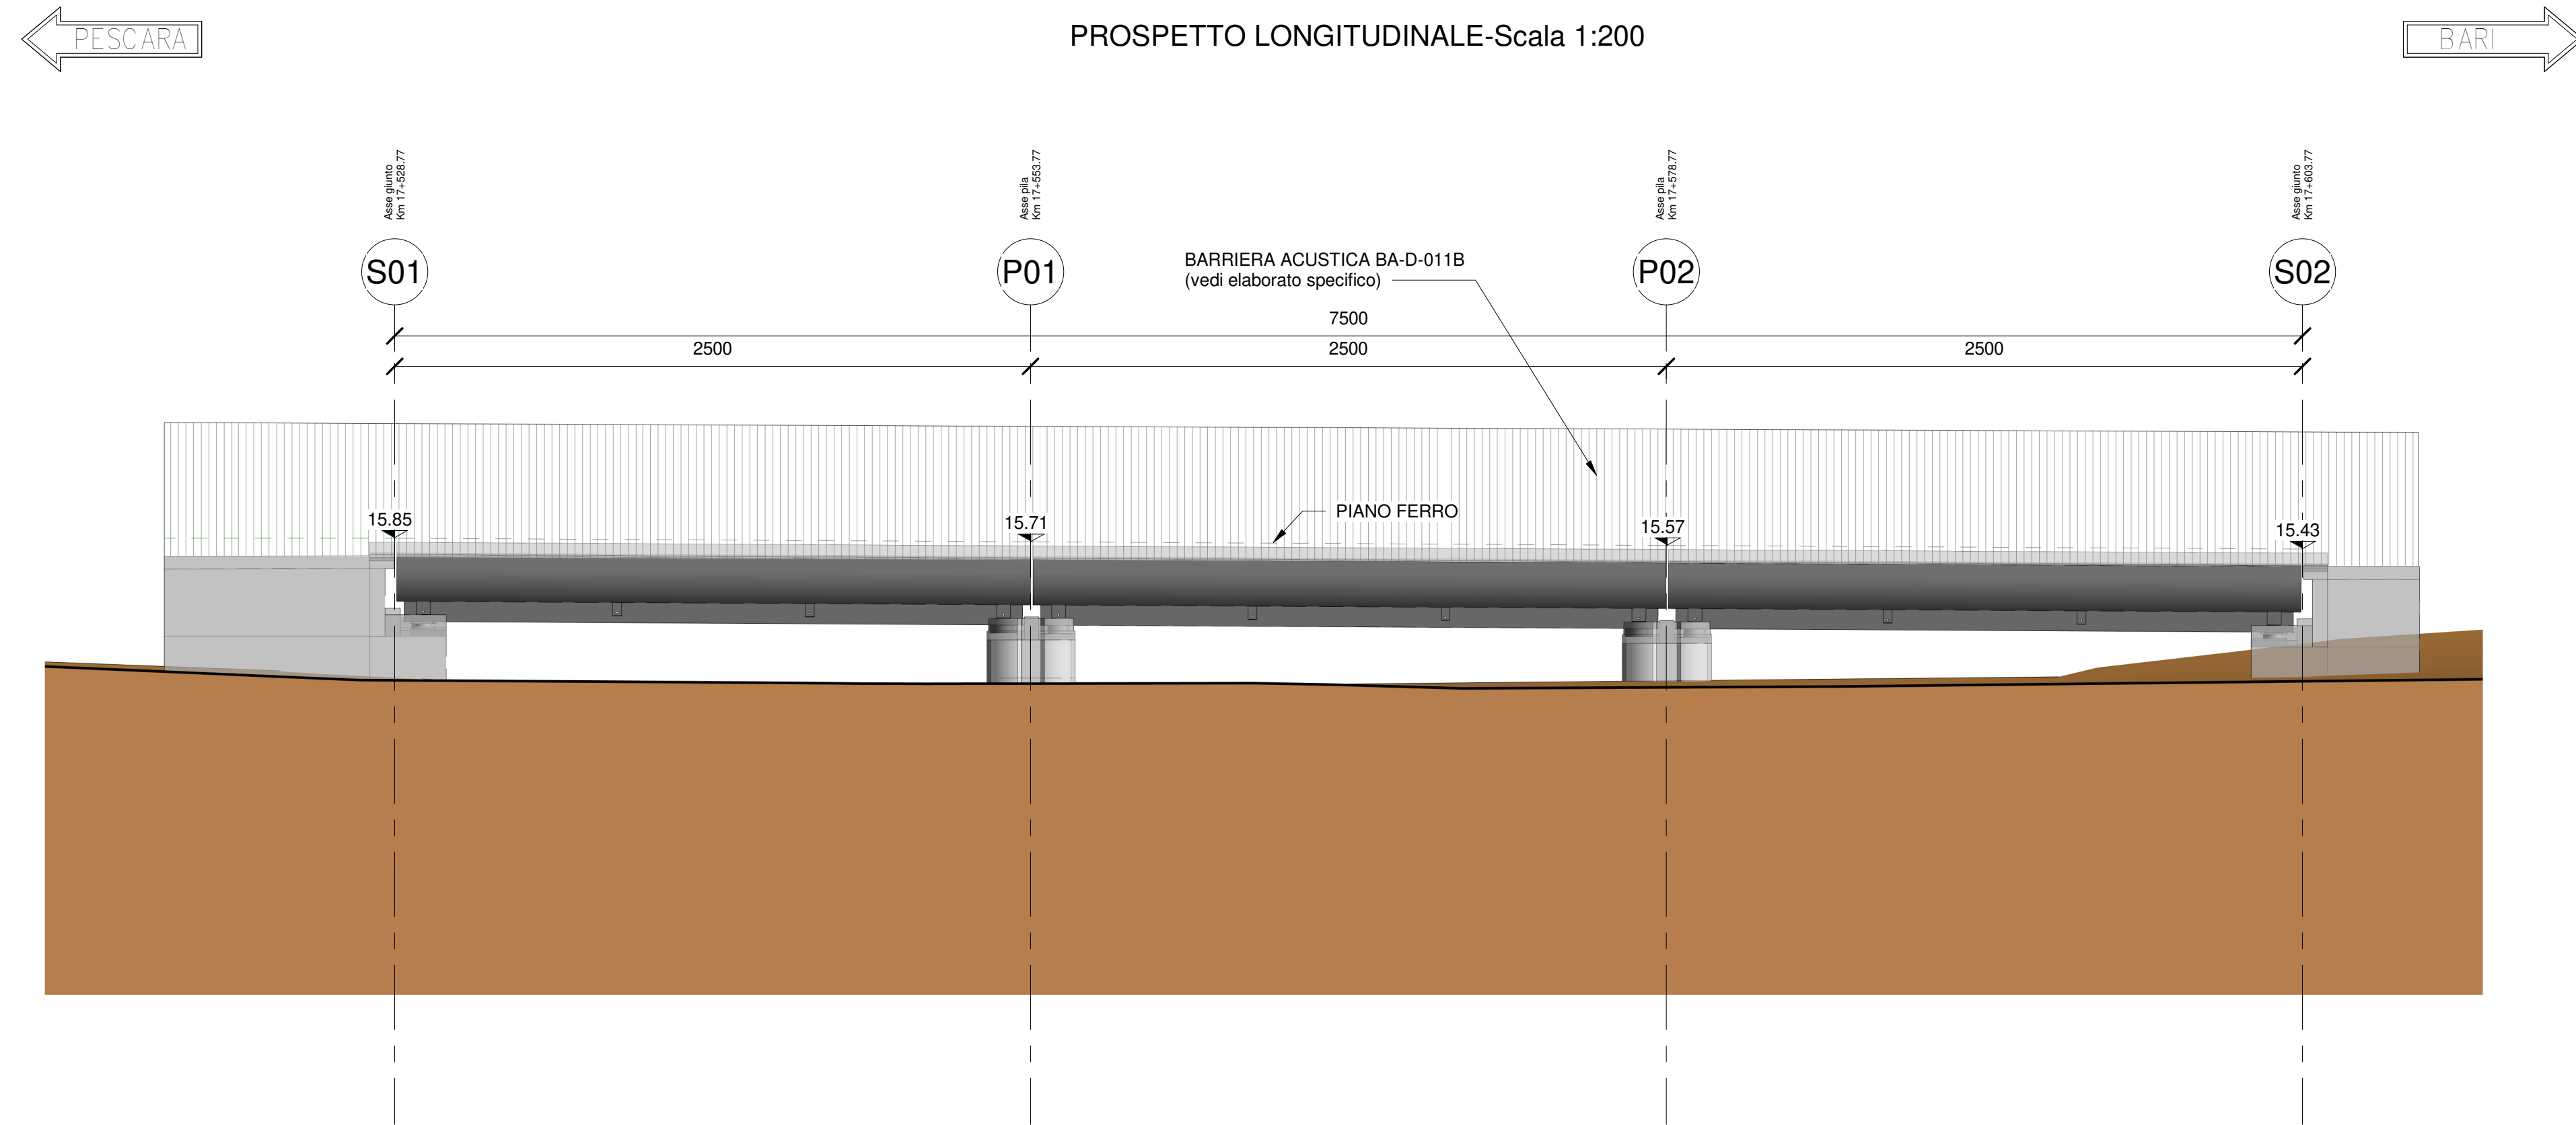 PESCARA
PROSPETTO LONGITUDINALE-Scala 1:200
BARI
Asse giunto
Km 17+528.77
Asse pila
Km 17+553.77
Asse pila
Km 17+578.77
Asse giunto
Km 17+603.77
S01
P01
P02
S02
BARRIERA ACUSTICA BA-D-011B
(vedi elaborato specifico)
7500
2500
2500
2500
15.85
15.71
PIANO FERRO
15.57
15.43